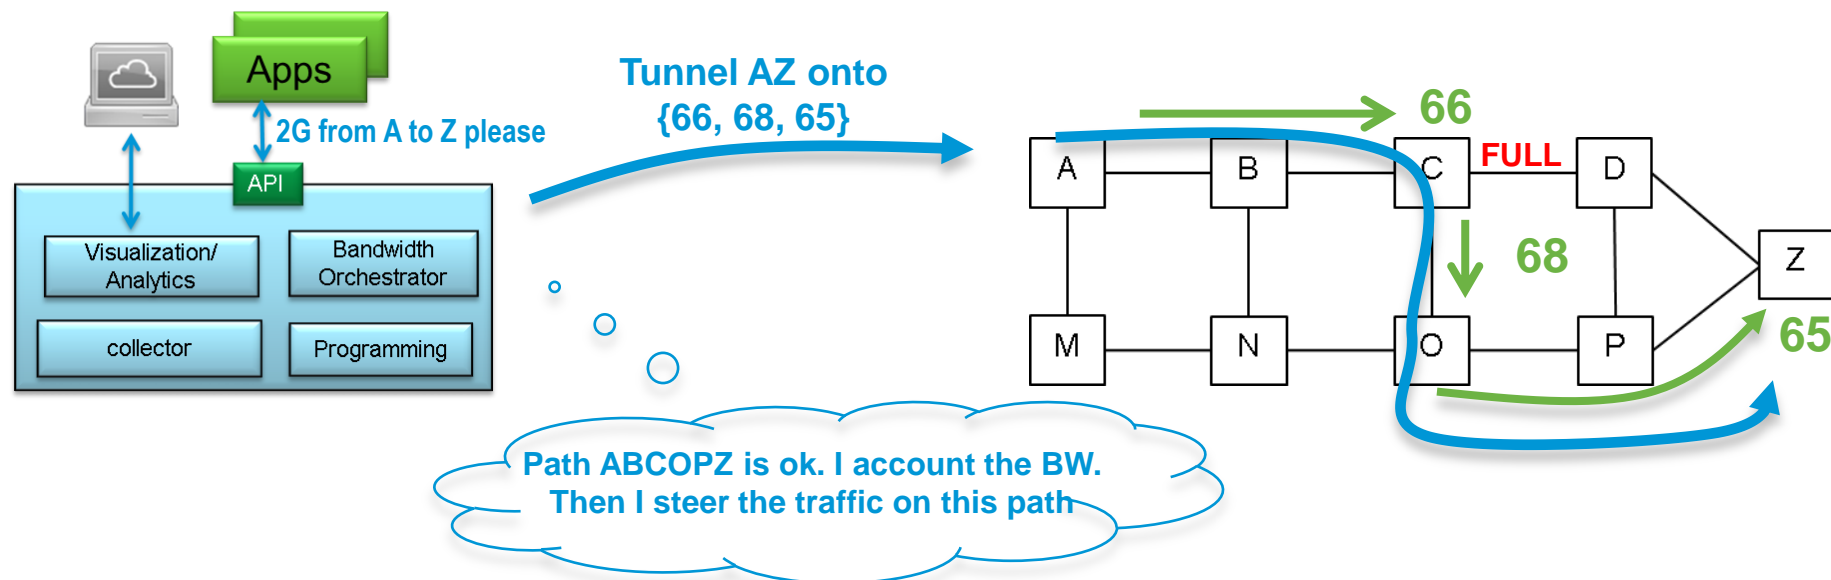 Apps
2G from A to Z please
API
Visualization/
Analytics
Bandwidth
Orchestrator
collector
Programming
Tunnel AZ onto
{66, 68, 65}
Path ABCOPZ is ok. I account the BW.
Then I steer the traffic on this path
66
A
B
C
FULL
D
68
Z
M
N
O
P
65